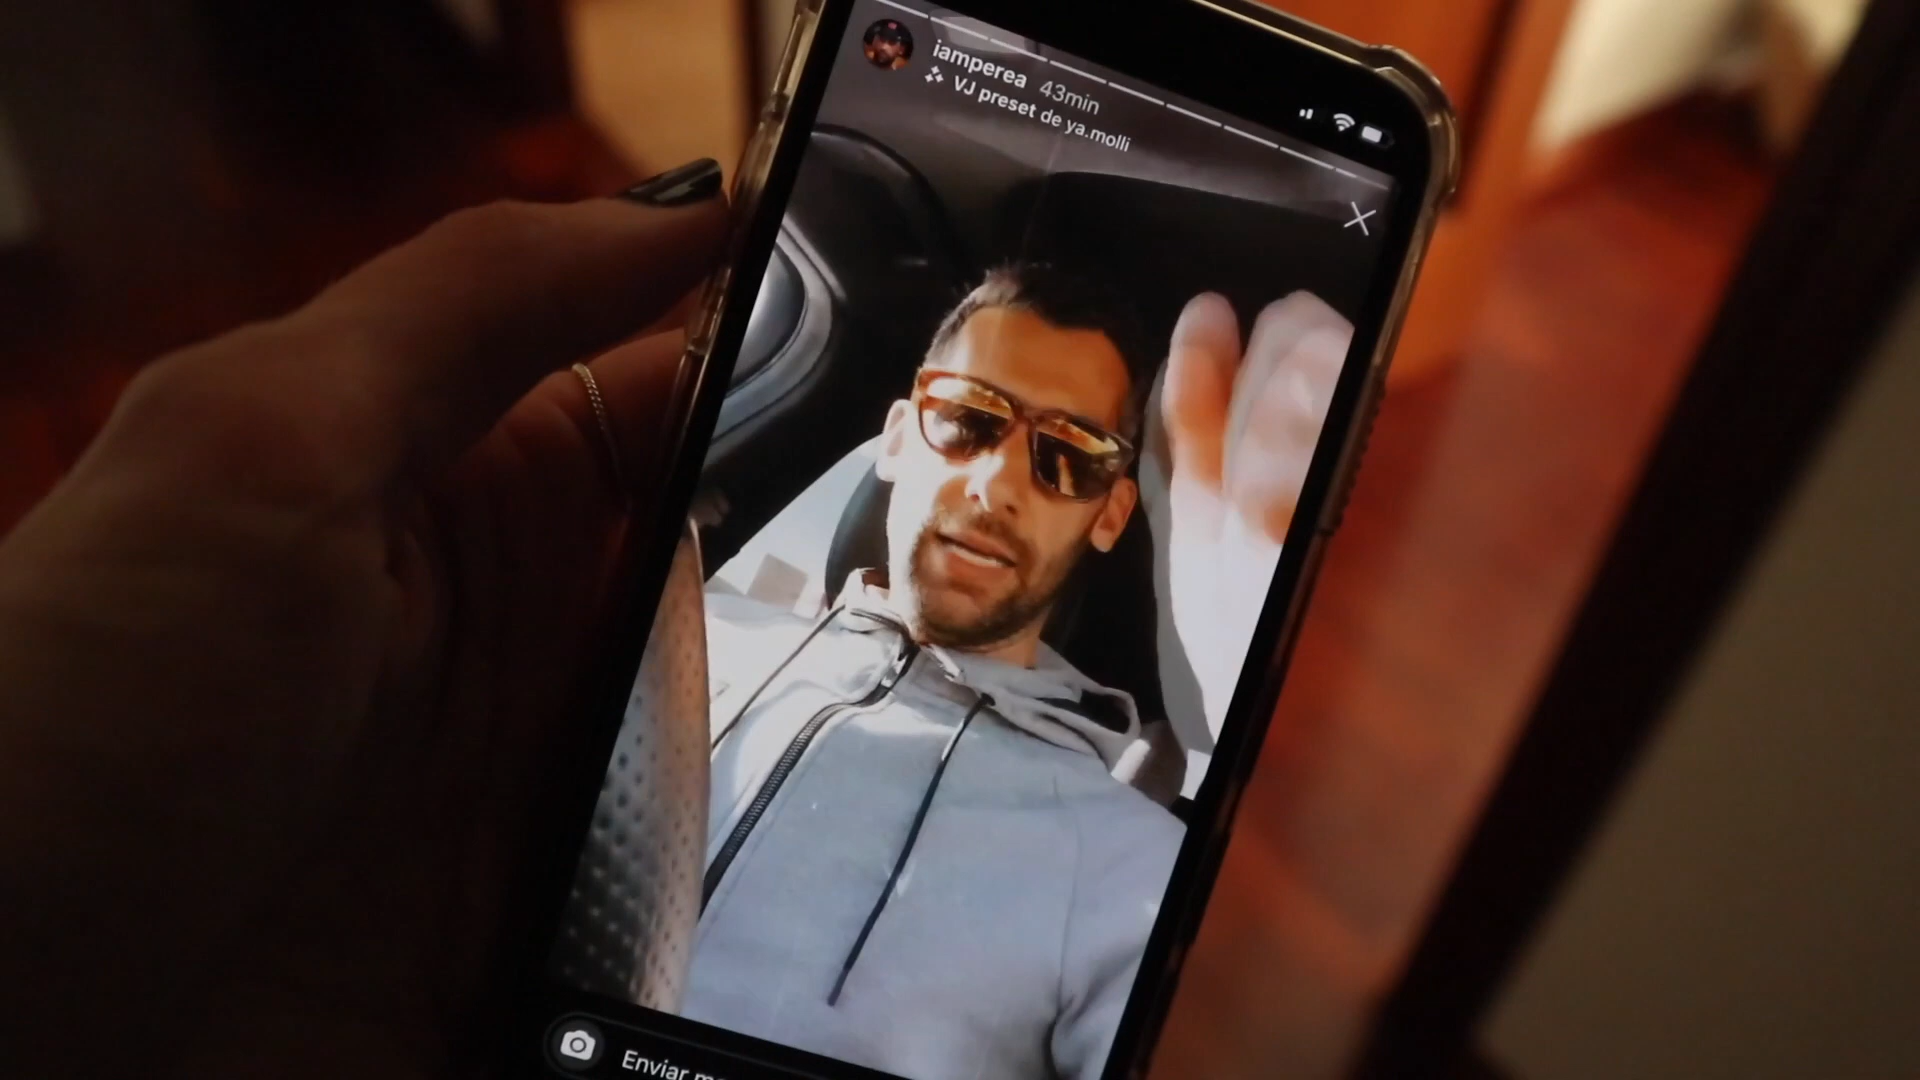 iamperea 43min
VJ preset de ya.molli
Enviar